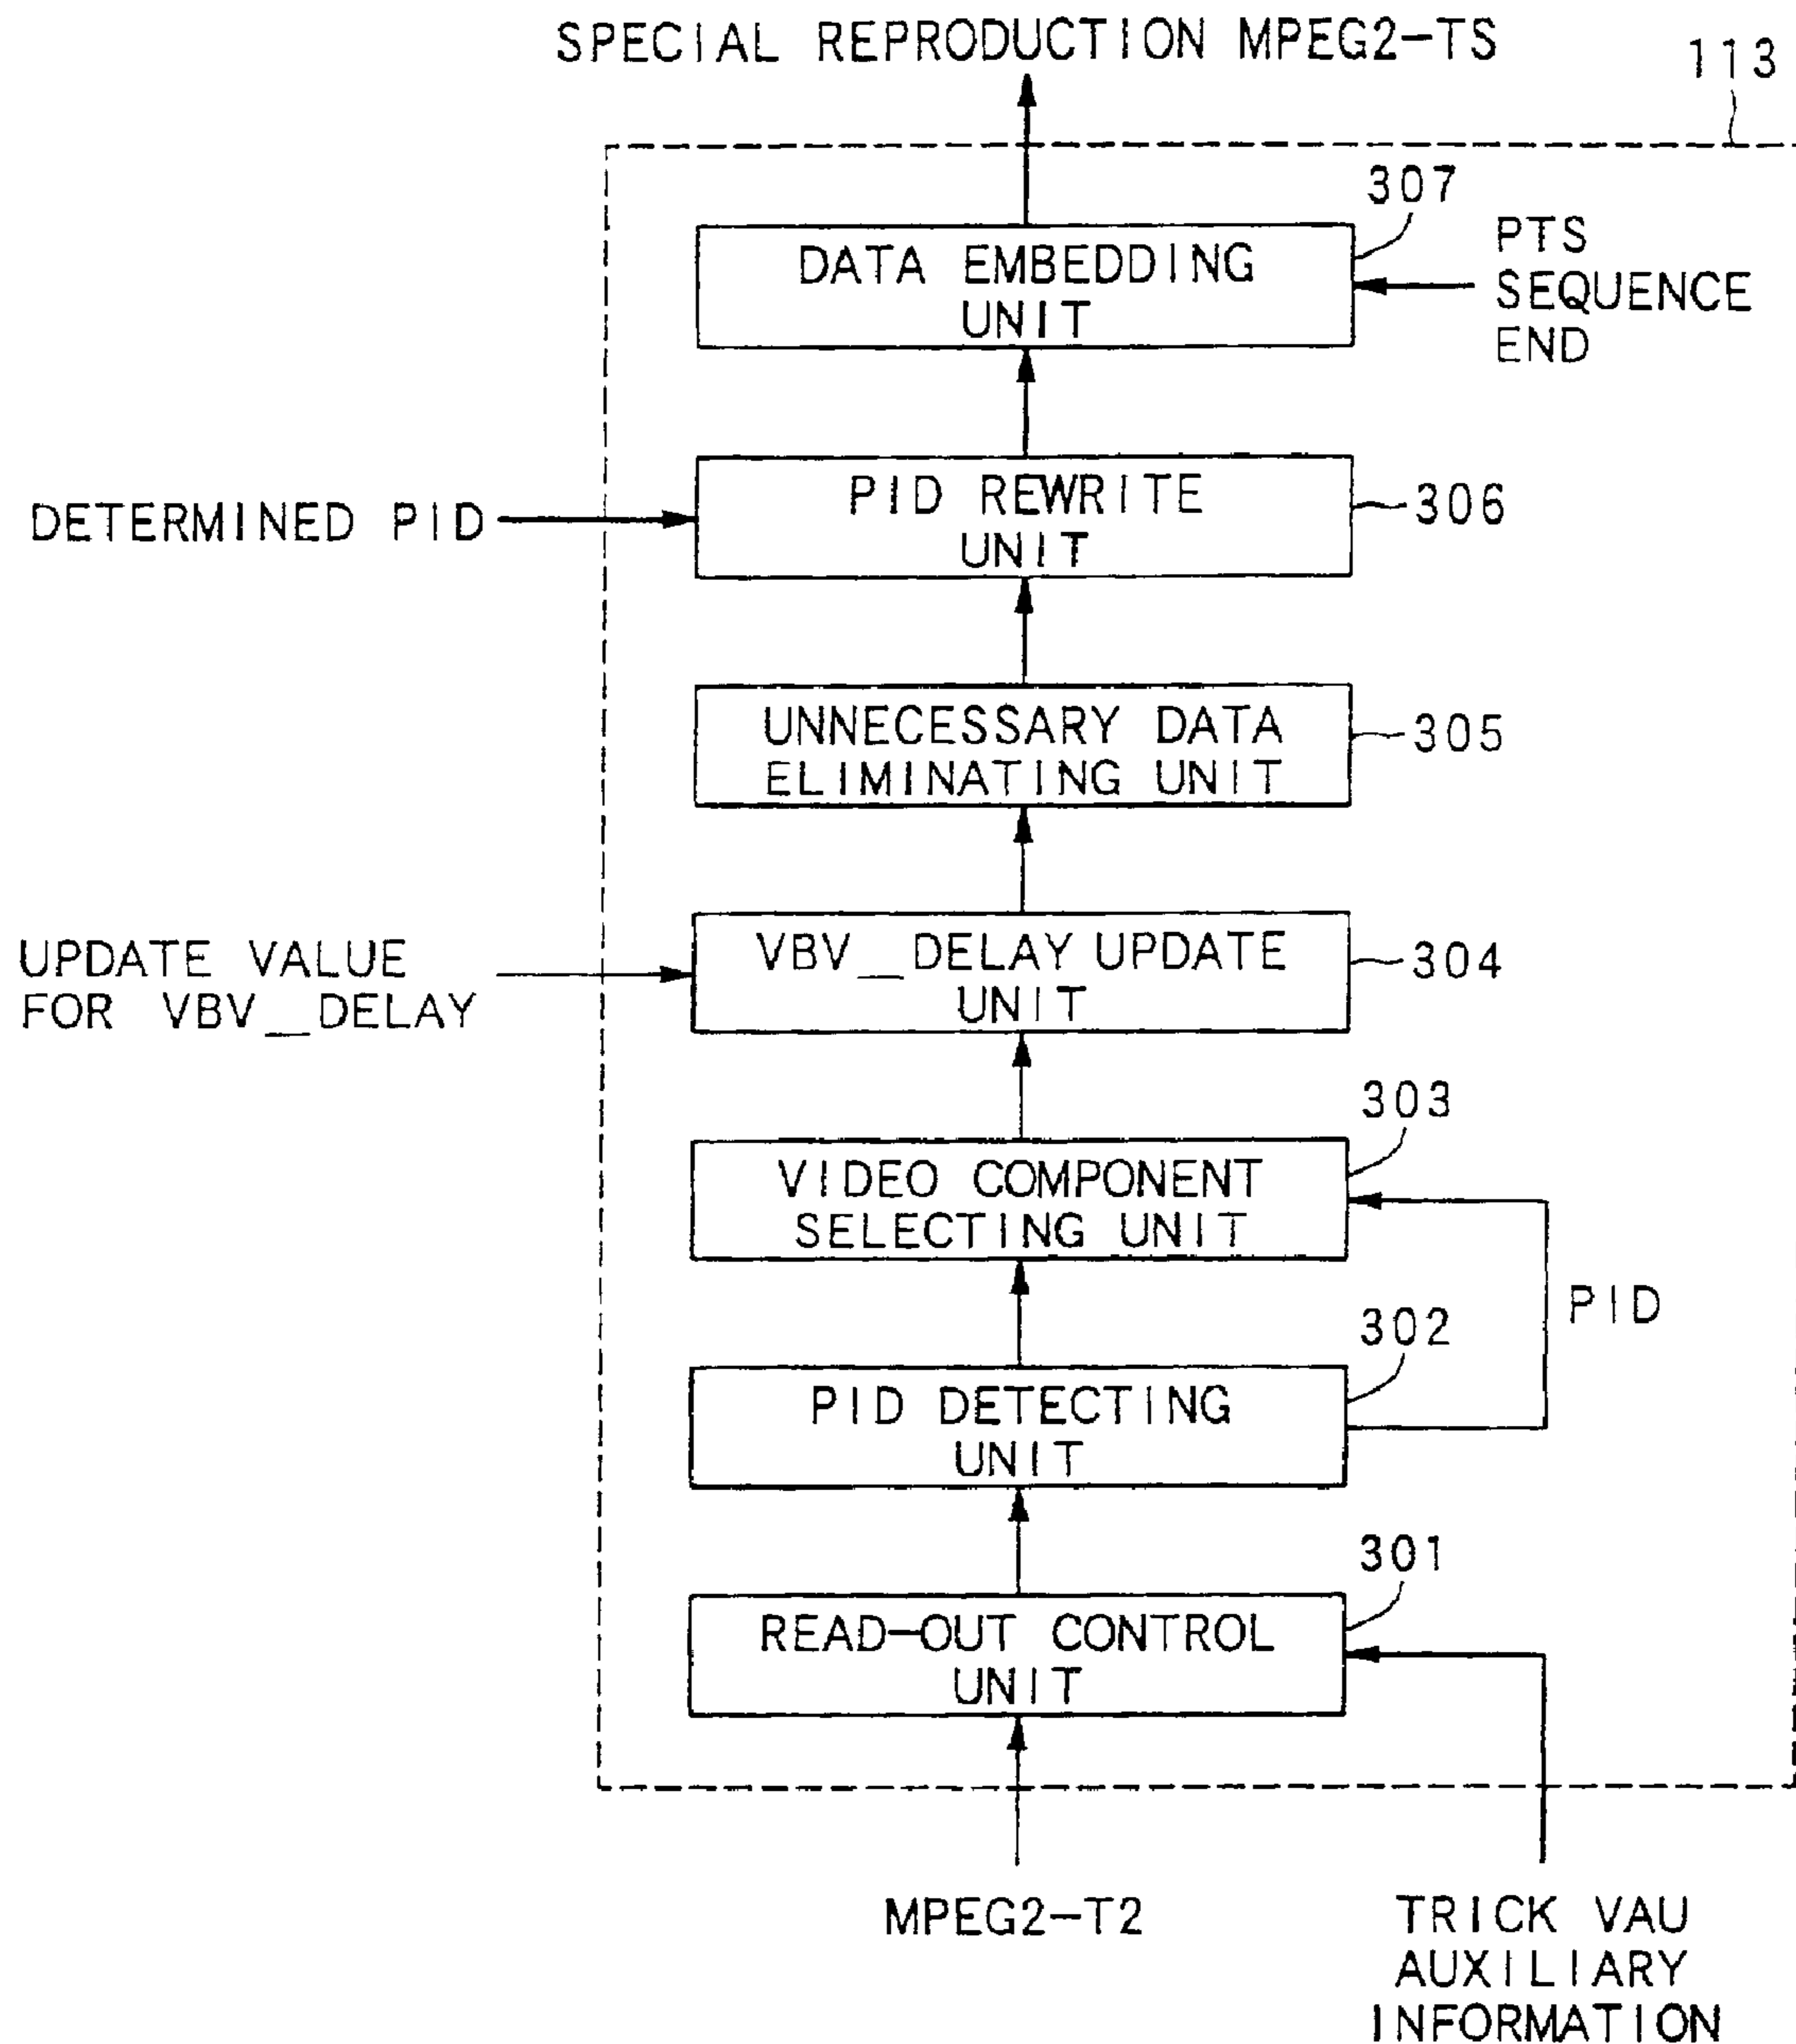 SPECIAL REPRODUCTION MPEG2-TS
113
307
DATA EMBEDDING
UNIT
PTS
SEQUENCE
END
DETERMINED PID
PID REWRITE
UNIT
306
UNNECESSARY DATA
ELIMINATING UNIT
305
UPDATE VALUE
FOR VBV__DELAY
VBV__DELAY UPDATE
UNIT
304
303
VIDEO COMPONENT
SELECTING UNIT
PID
302
PID DETECTING
UNIT
301
READ-OUT CONTROL
UNIT
MPEG2-T2
TRICK VAU
AUXILIARY
INFORMATION